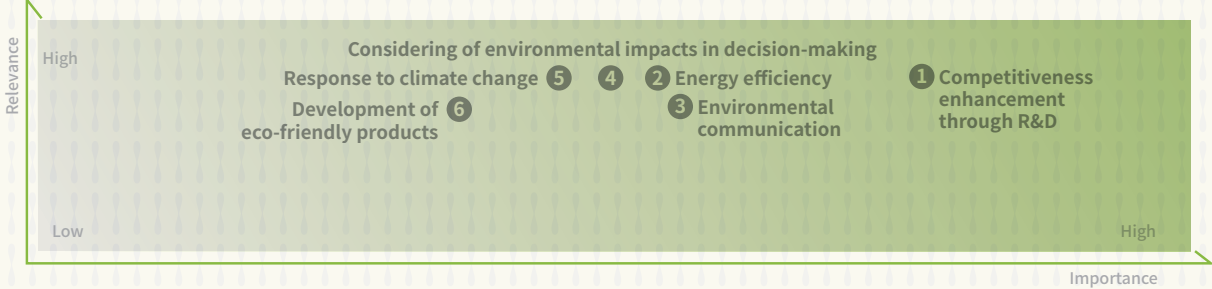 Relevance
High
Considering of environmental impacts in decision-making
Response to climate change 5 4 2 Energy efficiency
1 Competitiveness
enhancement
through R&D
Development of
eco-friendly products 6
3 Environmental
communication
Low
High
Importance